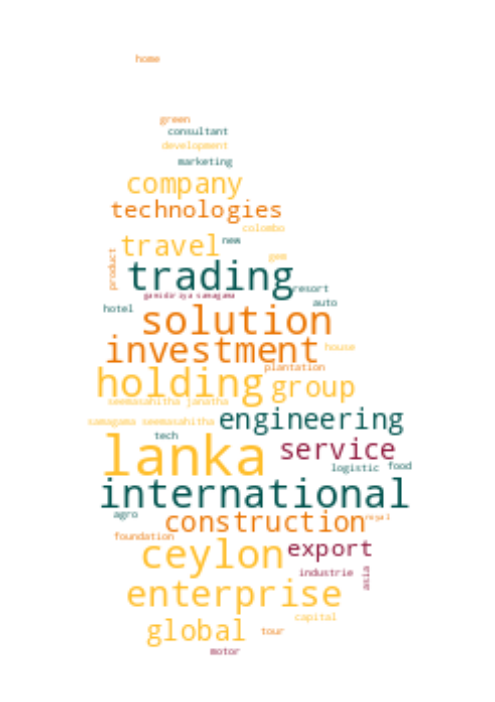 home
green
consultant
development
marketing
company
technologies
colombo
travel new
product
gem
trading
resort
gamidiriya samagama
auto
hotel
solution
investment house
plantation
holding group
seemasahitha janatha
samagama seemasahitha engineering
tech
lanka service
logistic food
international
agro
construction royal
foundation
ceylon export
industrie asia
enterprise
capital
global tour
motor